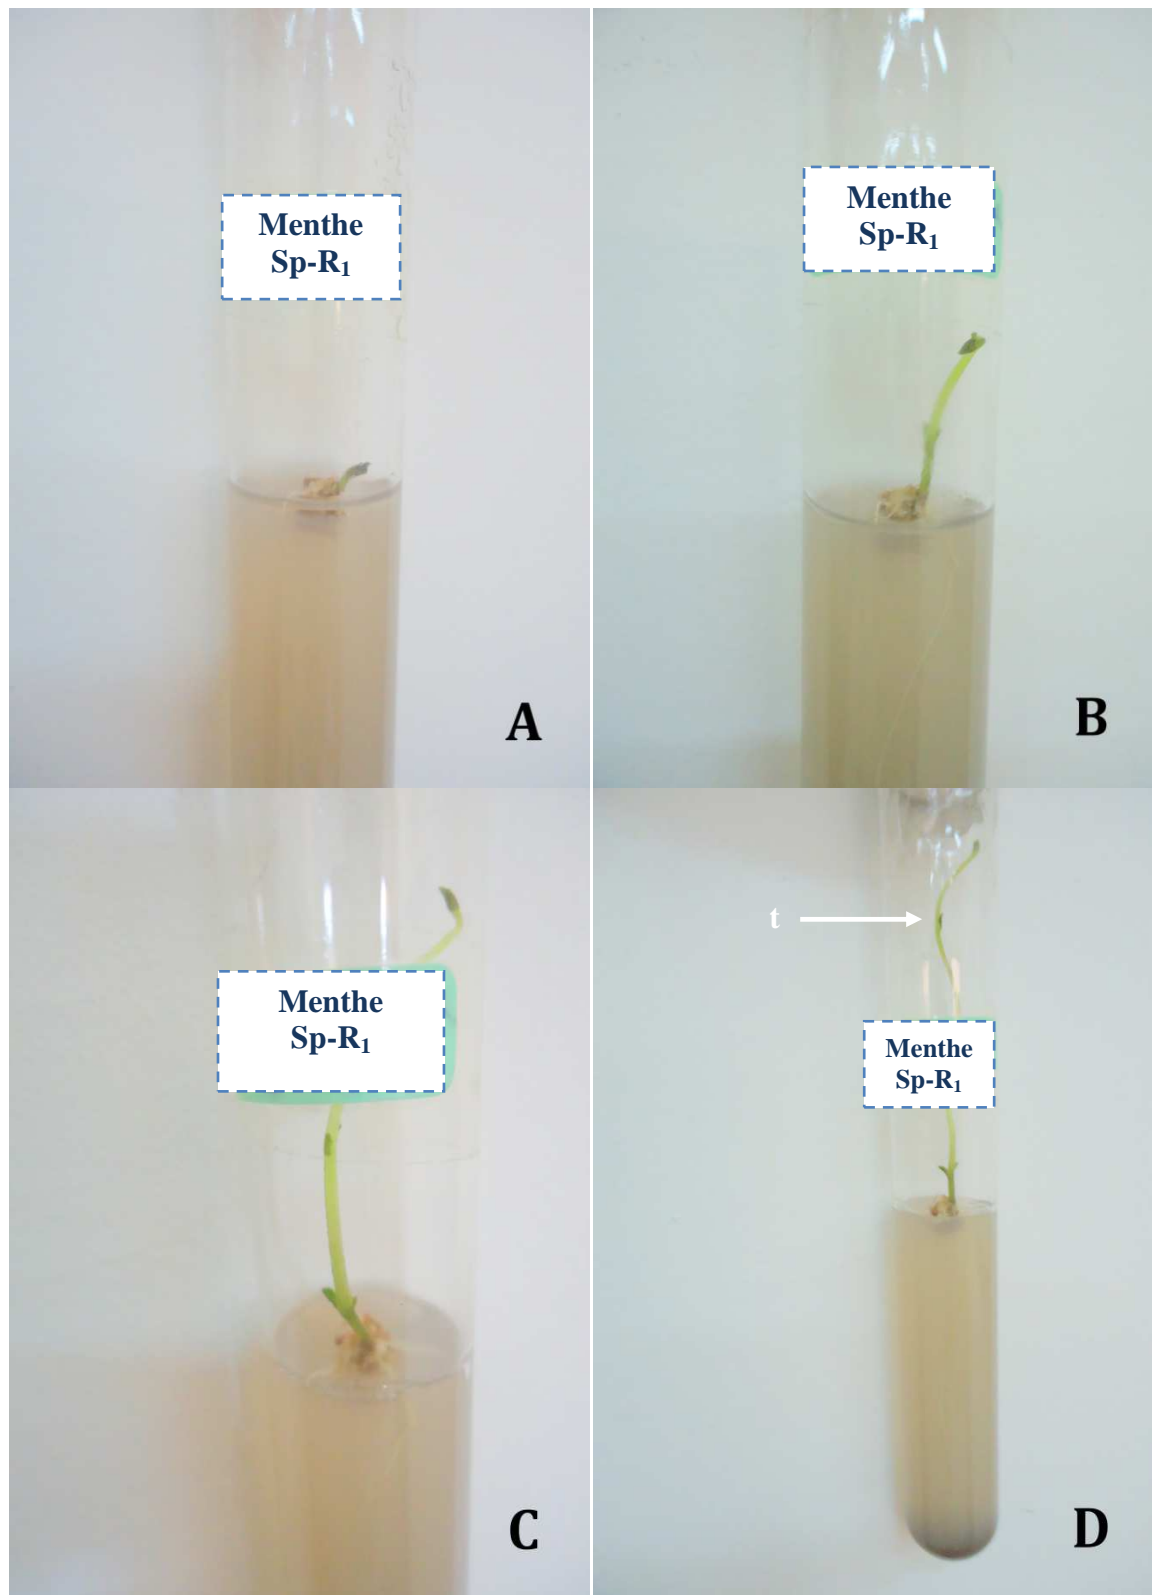 Menthe
Sp-R₁
A
Menthe
Sp-R₁
B
Menthe
Sp-R₁
C
t
Menthe
Sp-R₁
D